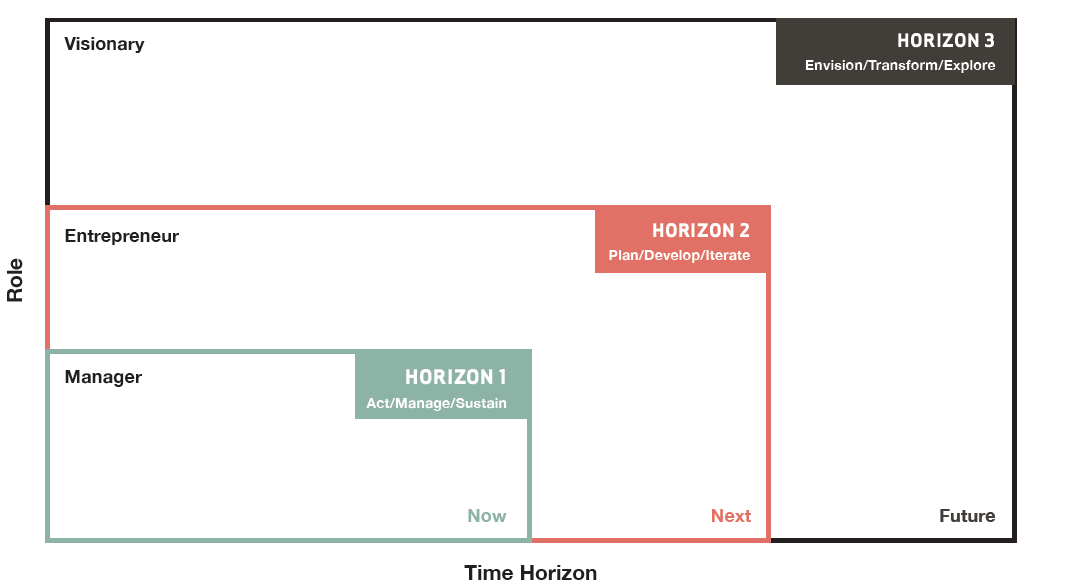 Visionary
HORIZON 3
Envision/Transform/Explore
Entrepreneur
HORIZON 2
Plan/Develop/Iterate
Role
Manager
HORIZON 1
Act/Manage/Sustain
Now
Next
Future
Time Horizon